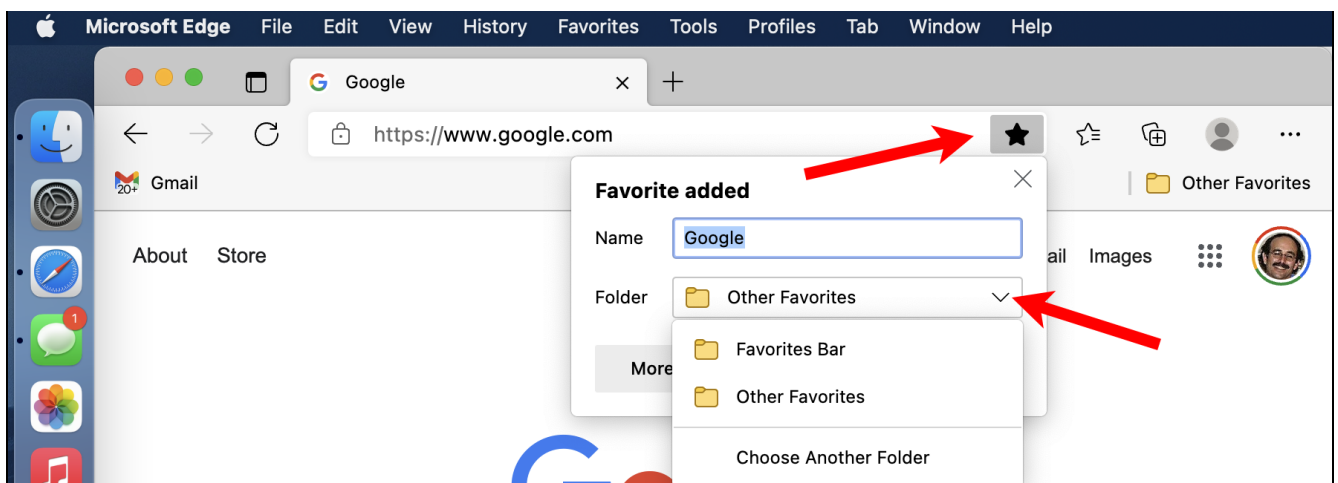 Microsoft Edge File Edit View History Favorites Tools Profiles Tab Window Help
Google
https://www.google.com
20+ Gmail
Other Favorites
Favorite added
Name Google
About Store
ail Images
Folder Other Favorites
1
Favorites Bar
More
Other Favorites
Choose Another Folder